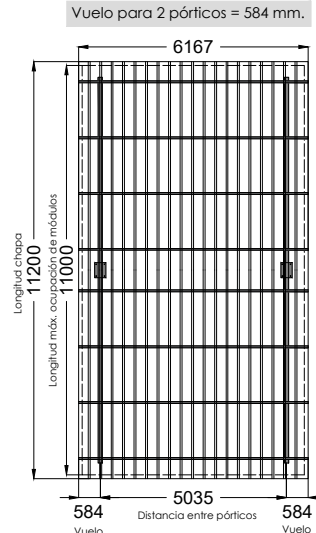 Vuelo para 2 pórticos = 584 mm.
6167
Longitud chapa
11200
Longitud máx. ocupación de módulos
11000
584
5035
584
Vuelo
Distancia entre pórticos
Vuelo